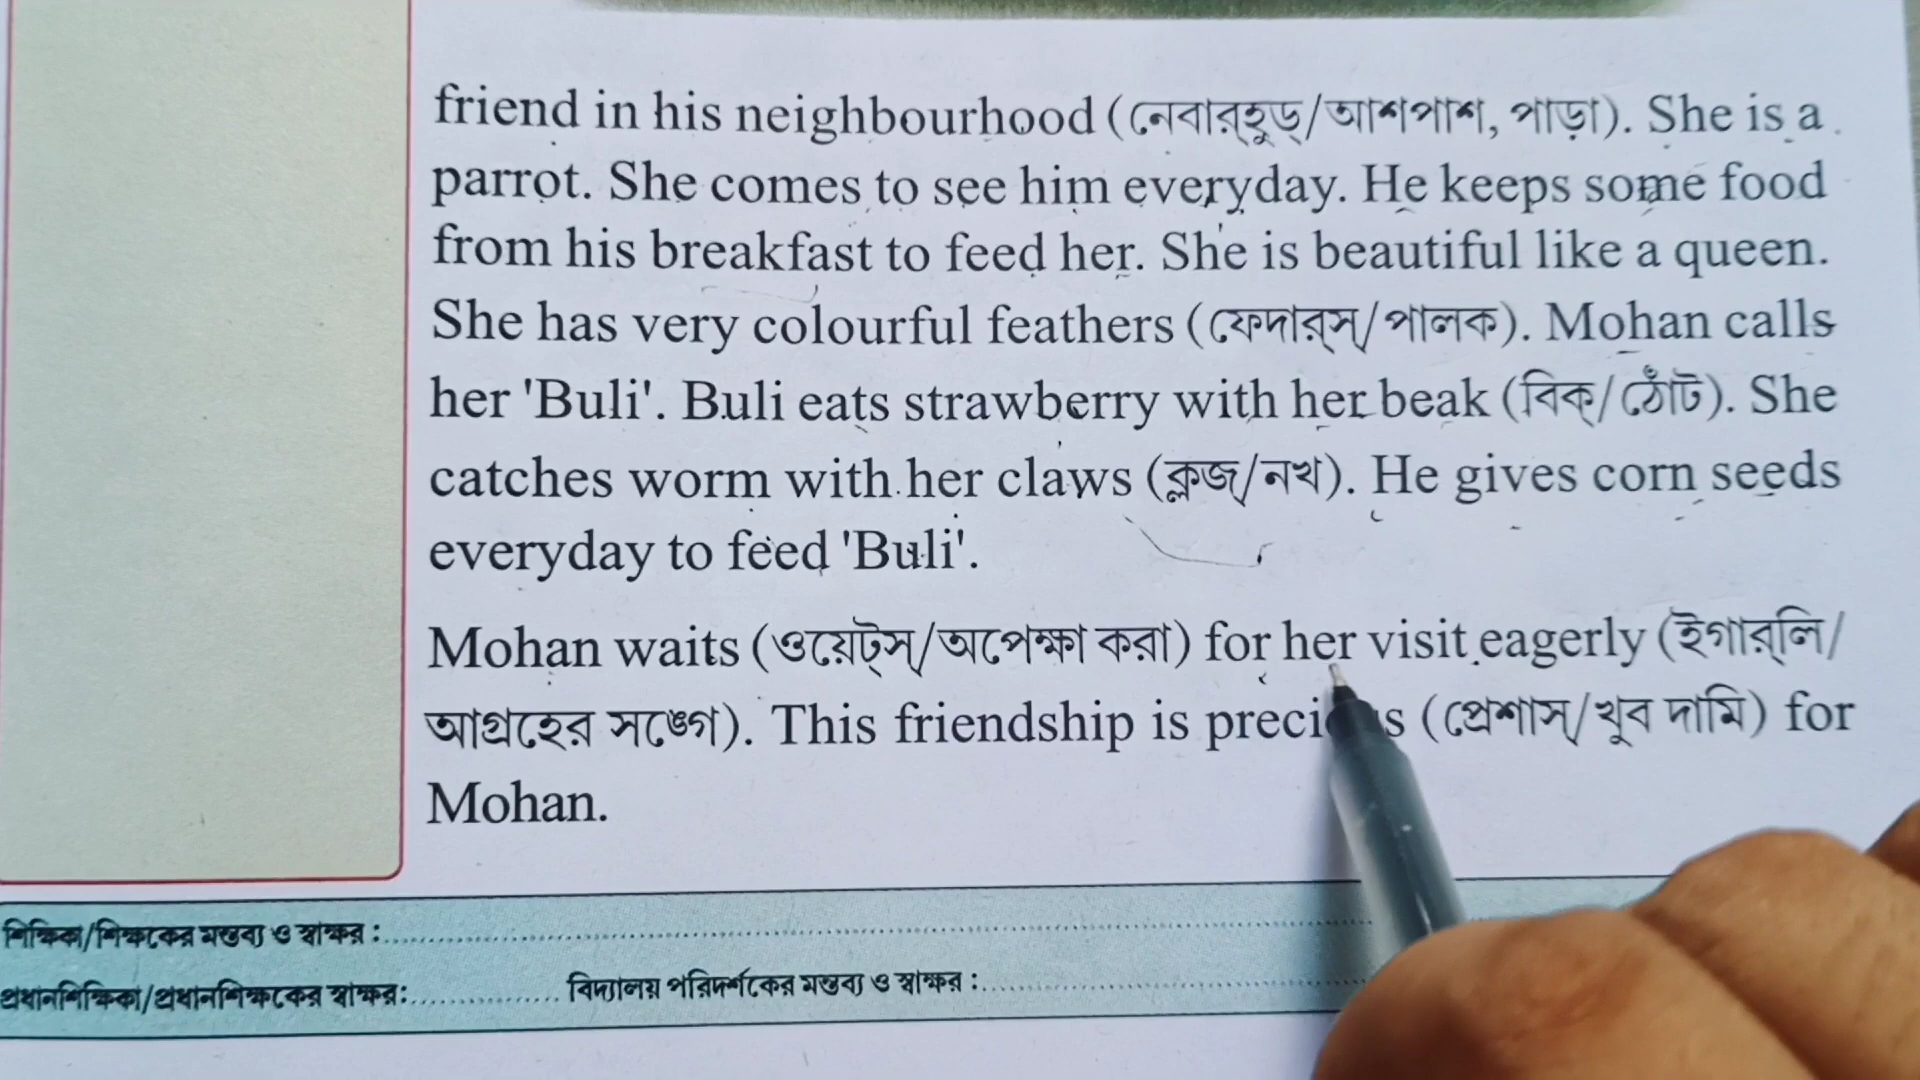 friend in his neighbourhood (নেবার্‌হুড্/আশপাশ, পাড়া). She is a
parrot. She comes to see him everyday. He keeps some food
from his breakfast to feed her. She is beautiful like a queen.
She has very colourful feathers (ফেদার্‌স্/পালক). Mohan calls
her 'Buli'. Buli eats strawberry with her beak (বিক্/ঠোঁট). She
catches worm with her claws (ক্লজ্/নখ). He gives corn seeds
everyday to feed 'Buli'.
Mohan waits (ওয়েট্‌স্/অপেক্ষা করা) for her visit eagerly (ইগার্‌লি/
আগ্রহের সঙ্গে). This friendship is (প্রেশাস্/খুব দামি) for
Mohan.
শিক্ষিকা/শিক্ষকের মন্তব্য ও স্বাক্ষর :
প্রধানশিক্ষিকা/প্রধানশিক্ষকের স্বাক্ষর: বিদ্যালয় পরিদর্শকের মন্তব্য ও স্বাক্ষর :